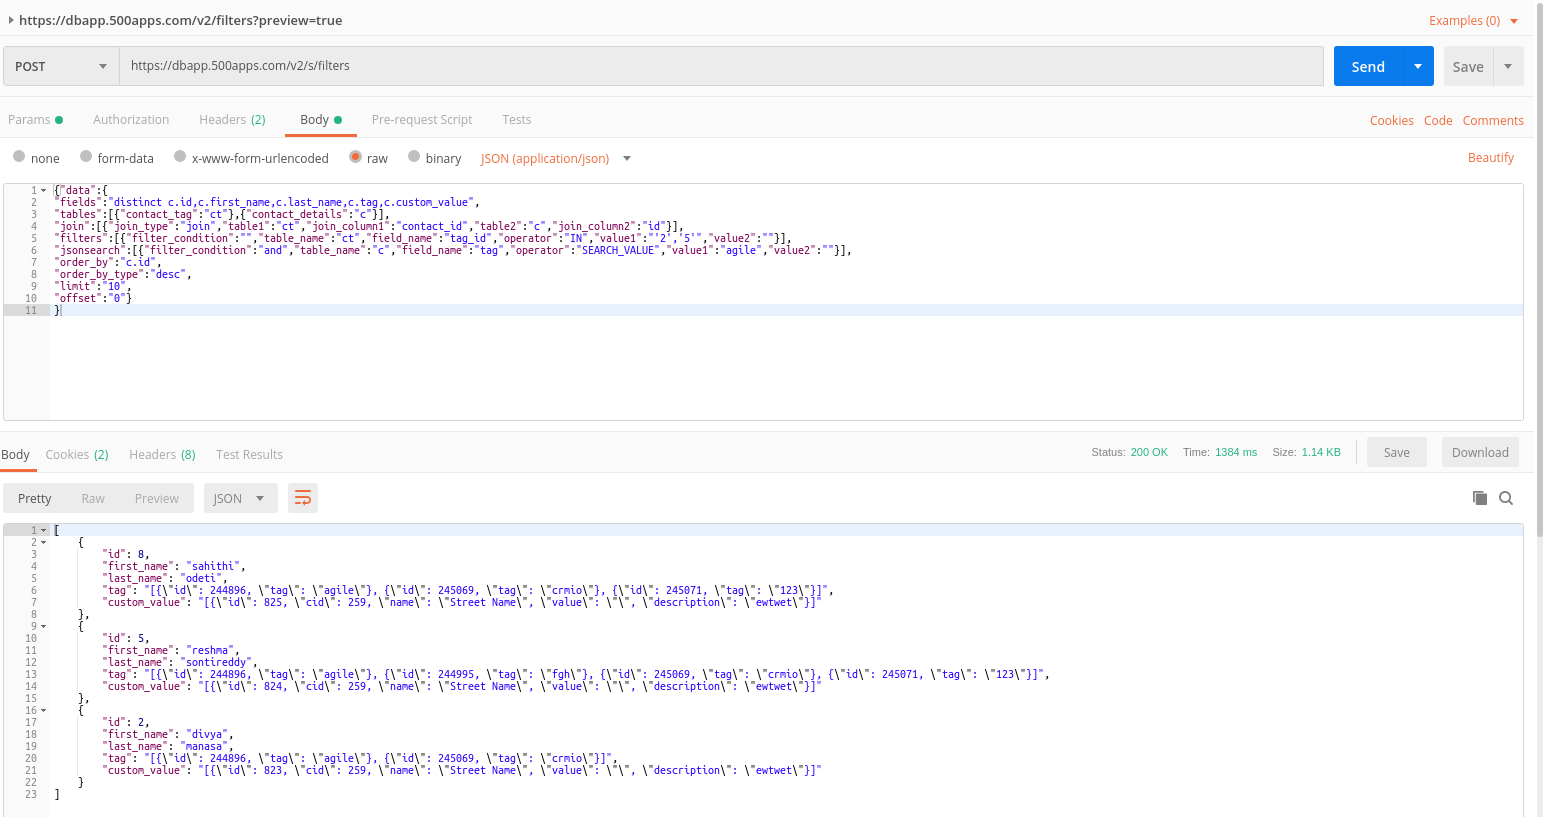 https://dbapp.500apps.com/v2/filters?preview=true
Examples (0)
POST
https://dbapp.500apps.com/v2/s/filters
Send
Save
Params
Authorization
Headers (2)
Body
Pre-request Script
Tests
Cookies Code Comments
none
form-data
x-www-form-urlencoded
raw
binary
JSON (application/json)
Beautify
1 {"data":{
2 "fields":"distinct c.id,c.first_name,c.last_name,c.tag,c.custom_value",
3 "tables":[{"contact_tag":"ct"},{"contact_details":"c"}],
4 "join":[{"join_type":"join","table1":"ct","join_column1":"contact_id","table2":"c","join_column2":"id"}],
5 "filters":[{"filter_condition":"","table_name":"ct","field_name":"tag_id","operator":"IN","value1":"'2','5'","value2":""}],
6 "jsonsearch":[{"filter_condition":"and","table_name":"c","field_name":"tag","operator":"SEARCH_VALUE","value1":"agile","value2":""}],
7 "order_by":"c.id",
8 "order_by_type":"desc",
9 "limit":"10",
10 "offset":"0"}
11 }
Body
Cookies (2)
Headers (8)
Test Results
Status: 200 OK
Time: 1384 ms
Size: 1.14 KB
Save
Download
Pretty
Raw
Preview
JSON
1 [
2 {
3 "id": 8,
4 "first_name": "sahithi",
5 "last_name": "odeti",
6 "tag": "[{\"id\": 244896, \"tag\": \"agile\"}, {\"id\": 245069, \"tag\": \"crmio\"}, {\"id\": 245071, \"tag\": \"123\"}]",
7 "custom_value": "[{\"id\": 825, \"cid\": 259, \"name\": \"Street Name\", \"value\": \"\", \"description\": \"ewtwet\"}]"
8 },
9 {
10 "id": 5,
11 "first_name": "reshma",
12 "last_name": "sontireddy",
13 "tag": "[{\"id\": 244896, \"tag\": \"agile\"}, {\"id\": 244995, \"tag\": \"fgh\"}, {\"id\": 245069, \"tag\": \"crmio\"}, {\"id\": 245071, \"tag\": \"123\"}]",
14 "custom_value": "[{\"id\": 824, \"cid\": 259, \"name\": \"Street Name\", \"value\": \"\", \"description\": \"ewtwet\"}]"
15 },
16 {
17 "id": 2,
18 "first_name": "divya",
19 "last_name": "manasa",
20 "tag": "[{\"id\": 244896, \"tag\": \"agile\"}, {\"id\": 245069, \"tag\": \"crmio\"}]",
21 "custom_value": "[{\"id\": 823, \"cid\": 259, \"name\": \"Street Name\", \"value\": \"\", \"description\": \"ewtwet\"}]"
22 }
23 ]